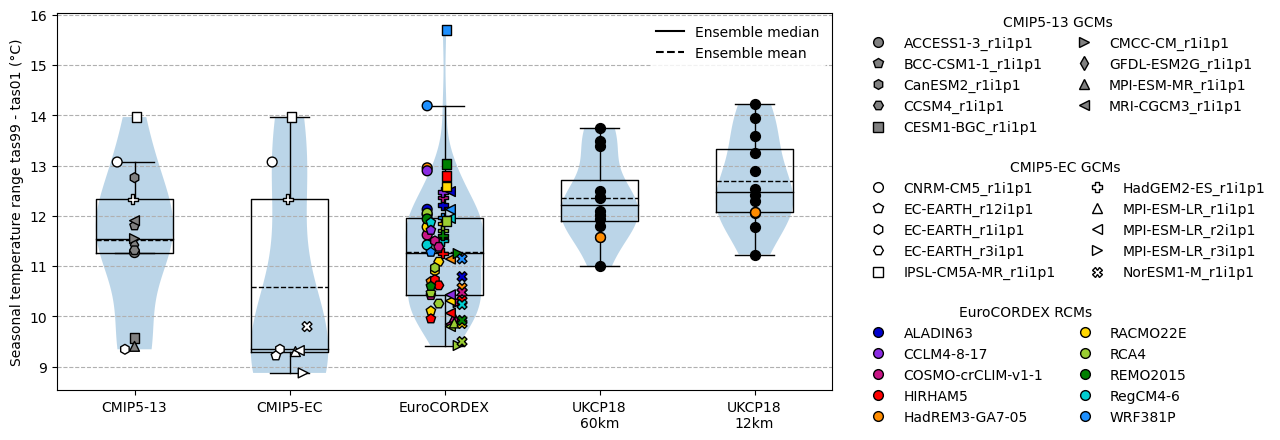 Seasonal temperature range tas99 - tas01 (°C)
16
15
14
13
12
11
10
9
Ensemble median
Ensemble mean
CMIP5-13
CMIP5-EC
EuroCORDEX
UKCP18
60km
UKCP18
12km
CMIP5-13 GCMs
ACCESS1-3_r1i1p1
BCC-CSM1-1_r1i1p1
CanESM2_r1i1p1
CCSM4_r1i1p1
CESM1-BGC_r1i1p1
CMCC-CM_r1i1p1
GFDL-ESM2G_r1i1p1
MPI-ESM-MR_r1i1p1
MRI-CGCM3_r1i1p1
CMIP5-EC GCMs
CNRM-CM5_r1i1p1
EC-EARTH_r12i1p1
EC-EARTH_r1i1p1
EC-EARTH_r3i1p1
IPSL-CM5A-MR_r1i1p1
HadGEM2-ES_r1i1p1
MPI-ESM-LR_r1i1p1
MPI-ESM-LR_r2i1p1
MPI-ESM-LR_r3i1p1
NorESM1-M_r1i1p1
EuroCORDEX RCMs
ALADIN63
CCLM4-8-17
COSMO-crCLIM-v1-1
HIRHAM5
HadREM3-GA7-05
RACMO22E
RCA4
REMO2015
RegCM4-6
WRF381P